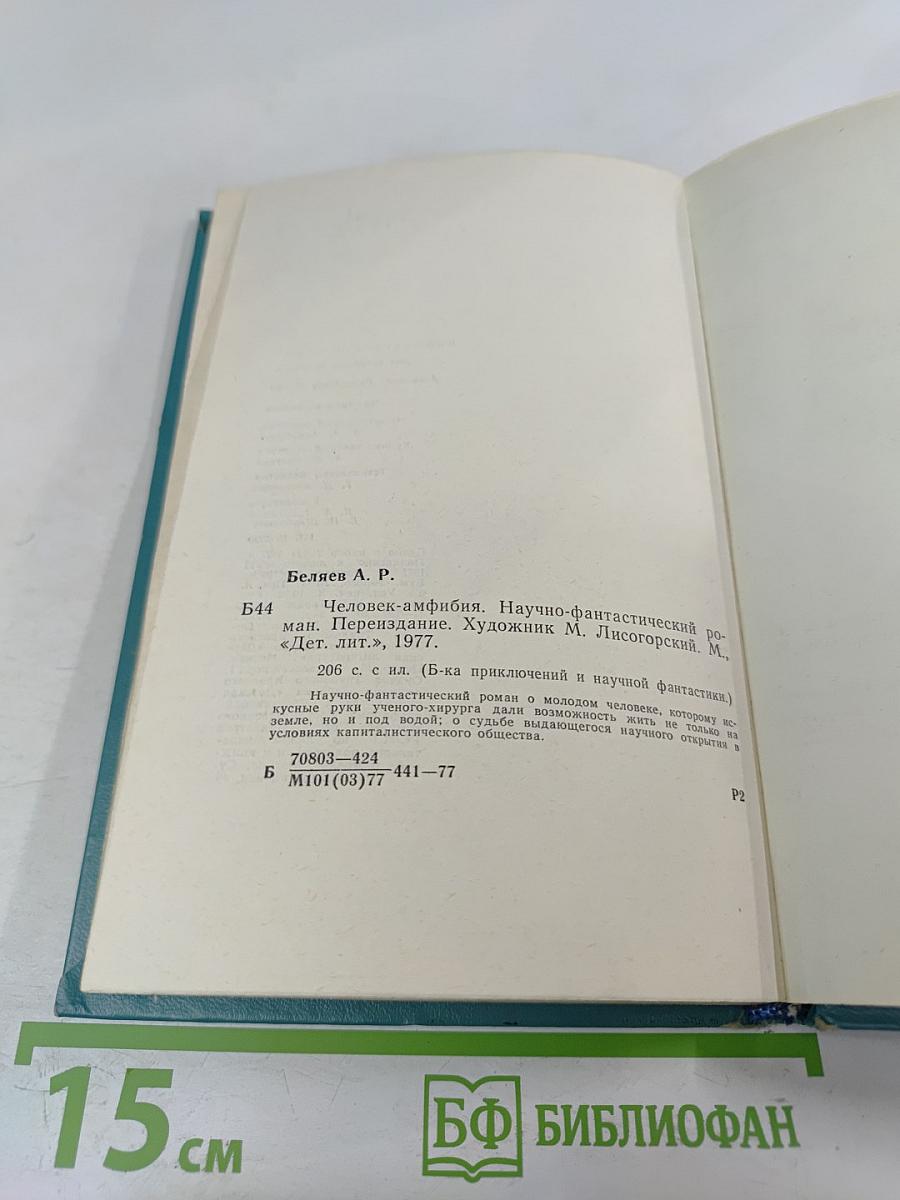 Беляев А. Р.
Б44 Человек-амфибия. Научно-фантастический ро-
ман. Переиздание. Художник М. Лисогорский. М.,
«Дет. лит.», 1977.
206 с. с ил. (Б-ка приключений и научной фантастики.)
Научно-фантастический роман о молодом человеке, которому ис-
кусные руки ученого-хирурга дали возможность жить не только на
земле, но и под водой; о судьбе выдающегося научного открытия в
условиях капиталистического общества.
70803—424
Б М101(03)77 441—77
Р2
15 см
БФ БИБЛИОФАН